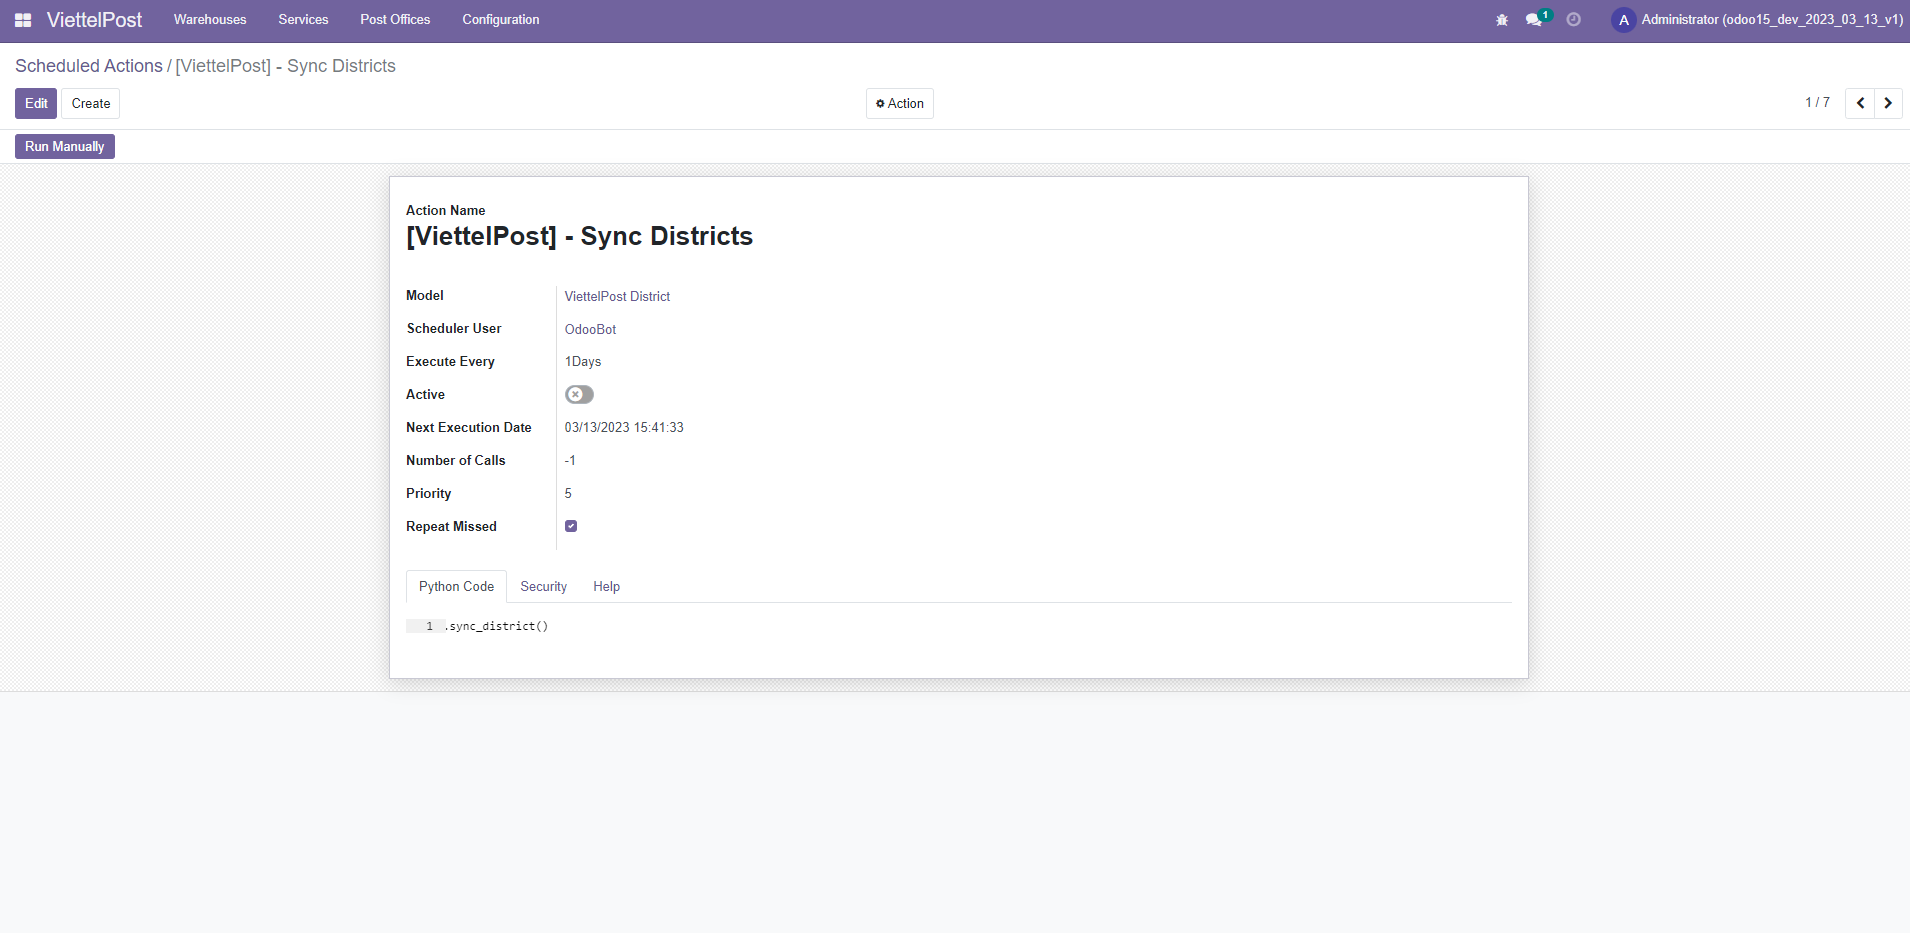 ViettelPost Warehouses Services Post Offices Configuration 1 A Administrator (odoo15_dev_2023_03_13_v1)
Scheduled Actions / [ViettelPost] - Sync Districts
Edit Create Action 1 / 7
Run Manually
Action Name
[ViettelPost] - Sync Districts
Model ViettelPost District
Scheduler User OdooBot
Execute Every 1Days
Active
Next Execution Date 03/13/2023 15:41:33
Number of Calls -1
Priority 5
Repeat Missed
Python Code Security Help
1 .sync_district()